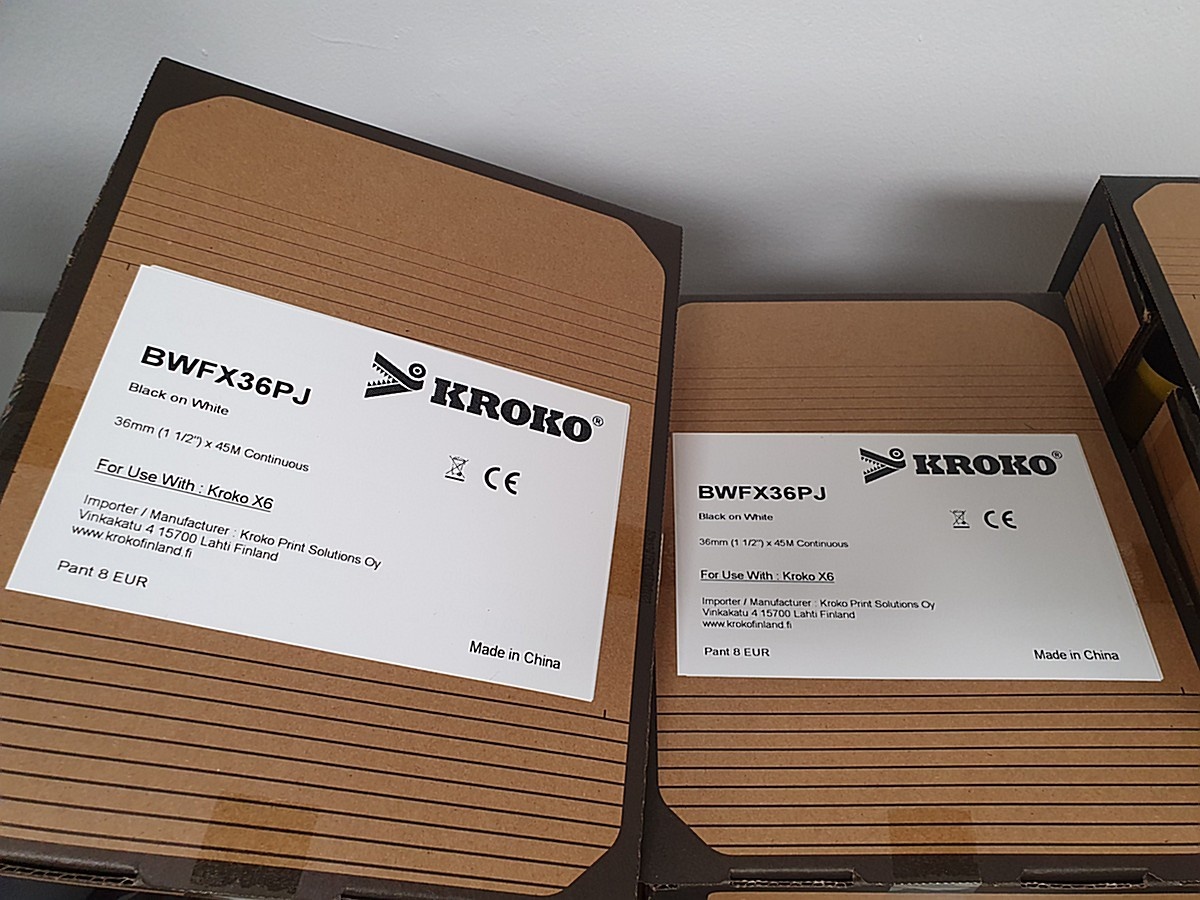 KROKO®
BWFX36PJ
Black on White
36mm (1 1/2") x 45M Continuous
CE
For Use With : Kroko X6
Importer / Manufacturer : Kroko Print Solutions Oy
Vinkakatu 4 15700 Lahti Finland
www.krokofinland.fi
Pant 8 EUR
Made in China
KROKO®
BWFX36PJ
Black on White
CE
36mm (1 1/2") x 45M Continuous
For Use With : Kroko X6
Importer / Manufacturer : Kroko Print Solutions Oy
Vinkakatu 4 15700 Lahti Finland
www.krokofinland.fi
Pant 8 EUR
Made in China